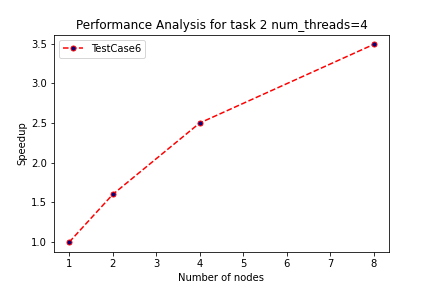 Performance Analysis for task 2 num_threads=4
TestCase6
3.5
3.0
2.5
2.0
1.5
1.0
Speedup
1 2 3 4 5 6 7 8
Number of nodes